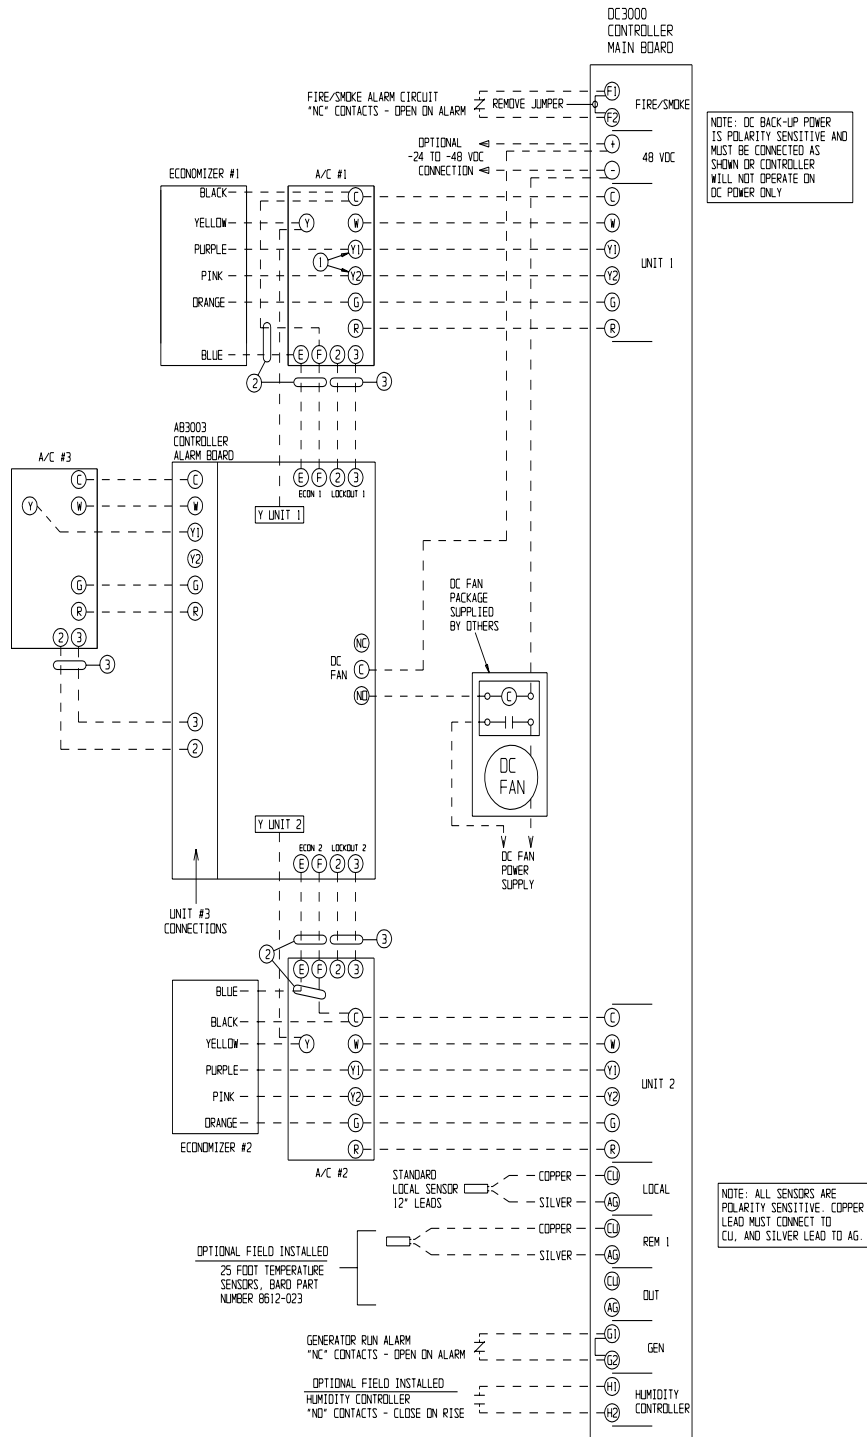 DC3000
CONTROLLER
MAIN BOARD
FIRE/SMOKE ALARM CIRCUIT
"NC" CONTACTS - OPEN ON ALARM
REMOVE JUMPER
F1
F2
FIRE/SMOKE
OPTIONAL
-24 TO -48 VDC
CONNECTION
+
-
48 VDC
NOTE: DC BACK-UP POWER
IS POLARITY SENSITIVE AND
MUST BE CONNECTED AS
SHOWN OR CONTROLLER
WILL NOT OPERATE ON
DC POWER ONLY
ECONOMIZER #1
BLACK
YELLOW
PURPLE
PINK
ORANGE
BLUE
A/C #1
C
Y
W
Y1
1
Y2
G
R
E F 2 3
2
3
C
W
Y1
Y2
G
R
UNIT 1
AB3003
CONTROLLER
ALARM BOARD
E F 2 3
ECON 1 LOCKOUT 1
Y UNIT 1
A/C #3
C
Y
W
G
R
2 3
3
C
W
Y1
Y2
G
R
3
2
NC
DC
FAN
C
NO
DC FAN
PACKAGE
SUPPLIED
BY OTHERS
C
DC
FAN
DC FAN
POWER
SUPPLY
Y UNIT 2
ECON 2 LOCKOUT 2
E F 2 3
UNIT #3
CONNECTIONS
2
3
E F 2 3
BLUE
BLACK
YELLOW
PURPLE
PINK
ORANGE
ECONOMIZER #2
C
Y
W
Y1
Y2
G
R
A/C #2
C
W
Y1
Y2
G
R
UNIT 2
STANDARD
LOCAL SENSOR
12" LEADS
COPPER
SILVER
CU
AG
LOCAL
NOTE: ALL SENSORS ARE
POLARITY SENSITIVE. COPPER
LEAD MUST CONNECT TO
CU, AND SILVER LEAD TO AG.
OPTIONAL FIELD INSTALLED
25 FOOT TEMPERATURE
SENSORS, BARD PART
NUMBER 8612-023
COPPER
SILVER
CU
AG
REM 1
CU
AG
OUT
GENERATOR RUN ALARM
"NC" CONTACTS - OPEN ON ALARM
G1
G2
GEN
OPTIONAL FIELD INSTALLED
HUMIDITY CONTROLLER
"NO" CONTACTS - CLOSE ON RISE
H1
H2
HUMIDITY
CONTROLLER